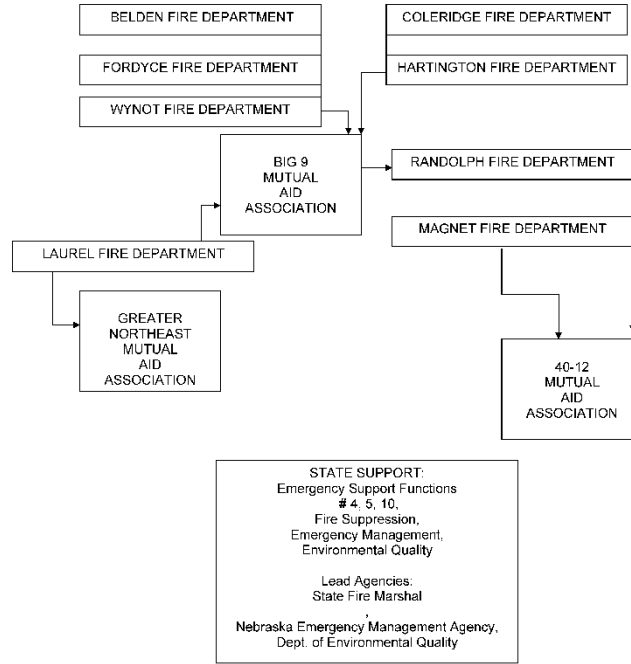 BELDEN FIRE DEPARTMENT
COLERIDGE FIRE DEPARTMENT
FORDYCE FIRE DEPARTMENT
HARTINGTON FIRE DEPARTMENT
WYNOT FIRE DEPARTMENT
BIG 9
MUTUAL
AID
ASSOCIATION
RANDOLPH FIRE DEPARTMENT
MAGNET FIRE DEPARTMENT
LAUREL FIRE DEPARTMENT
GREATER
NORTHEAST
MUTUAL
AID
ASSOCIATION
40-12
MUTUAL
AID
ASSOCIATION
STATE SUPPORT:
Emergency Support Functions
# 4, 5, 10,
Fire Suppression,
Emergency Management,
Environmental Quality
Lead Agencies:
State Fire Marshal
,
Nebraska Emergency Management Agency,
Dept. of Environmental Quality